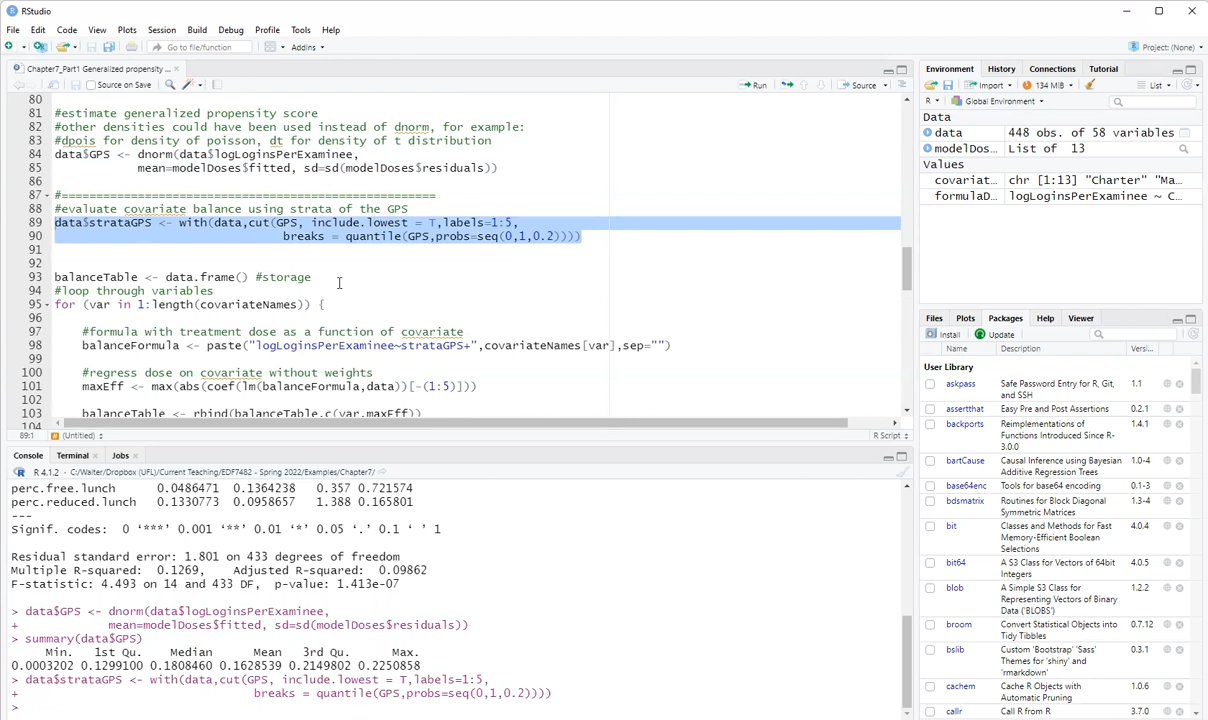 RStudio
File Edit Code View Plots Session Build Debug Profile Tools Help
Go to file/function Addins Project: (None)
Chapter7_Part1 Generalized propensity ...
Source on Save Run Source
80
81 #estimate generalized propensity score
82 #other densities could have been used instead of dnorm, for example:
83 #dpois for density of poisson, dt for density of t distribution
84 data$GPS <- dnorm(data$logLoginsPerExaminee,
85 mean=modelDoses$fitted, sd=sd(modelDoses$residuals))
86
87 #=====================================================
88 #evaluate covariate balance using strata of the GPS
89 data$strataGPS <- with(data,cut(GPS, include.lowest = T,labels=1:5,
90 breaks = quantile(GPS,probs=seq(0,1,0.2))))
91
92
93 balanceTable <- data.frame() #storage
94 #loop through variables
95 for (var in 1:length(covariateNames)) {
96
97 #formula with treatment dose as a function of covariate
98 balanceFormula <- paste("logLoginsPerExaminee~strataGPS+",covariateNames[var],sep="")
99
100 #regress dose on covariate without weights
101 maxEff <- max(abs(coef(lm(balanceFormula,data))[-(1:5)]))
102
103 balanceTable <- rbind(balanceTable,c(var,maxEff))
104
89:1 (Untitled) R Script
Console Terminal Jobs
R 4.1.2 · C:/Walter/Dropbox (UFL)/Current Teaching/EDF7482 - Spring 2022/Examples/Chapter7/
perc.free.lunch 0.0486471 0.1364238 0.357 0.721574
perc.reduced.lunch 0.1330773 0.0958657 1.388 0.165801
---
Signif. codes: 0 ‘***’ 0.001 ‘**’ 0.01 ‘*’ 0.05 ‘.’ 0.1 ‘ ’ 1
Residual standard error: 1.801 on 433 degrees of freedom
Multiple R-squared: 0.1269, Adjusted R-squared: 0.09862
F-statistic: 4.493 on 14 and 433 DF, p-value: 1.413e-07
> data$GPS <- dnorm(data$logLoginsPerExaminee,
+ mean=modelDoses$fitted, sd=sd(modelDoses$residuals))
> summary(data$GPS)
Min. 1st Qu. Median Mean 3rd Qu. Max.
0.0003202 0.1299100 0.1808460 0.1628539 0.2149802 0.2250858
> data$strataGPS <- with(data,cut(GPS, include.lowest = T,labels=1:5,
+ breaks = quantile(GPS,probs=seq(0,1,0.2))))
>
Environment History Connections Tutorial
Import 134 MiB List
R Global Environment
Data
data 448 obs. of 58 variables
modelDos... List of 13
Values
covariat... chr [1:13] "Charter" "Ma...
formulaD... logLoginsPerExaminee ~ C...
Files Plots Packages Help Viewer
Install Update
Name Description Versi...
User Library
askpass Safe Password Entry for R, Git, and SSH 1.1
assertthat Easy Pre and Post Assertions 0.2.1
backports Reimplementations of Functions Introduced Since R-3.0.0 1.4.1
bartCause Causal Inference using Bayesian Additive Regression Trees 1.0-4
base64enc Tools for base64 encoding 0.1-3
bdsmatrix Routines for Block Diagonal Symmetric Matrices 1.3-4
bit Classes and Methods for Fast Memory-Efficient Boolean Selections 4.0.4
bit64 A S3 Class for Vectors of 64bit Integers 4.0.5
blob A Simple S3 Class for Representing Vectors of Binary Data ('BLOBS') 1.2.2
broom Convert Statistical Objects into Tidy Tibbles 0.7.12
bslib Custom 'Bootstrap' 'Sass' Themes for 'shiny' and 'rmarkdown' 0.3.1
cachem Cache R Objects with Automatic Pruning 1.0.6
callr Call R from R 3.7.0